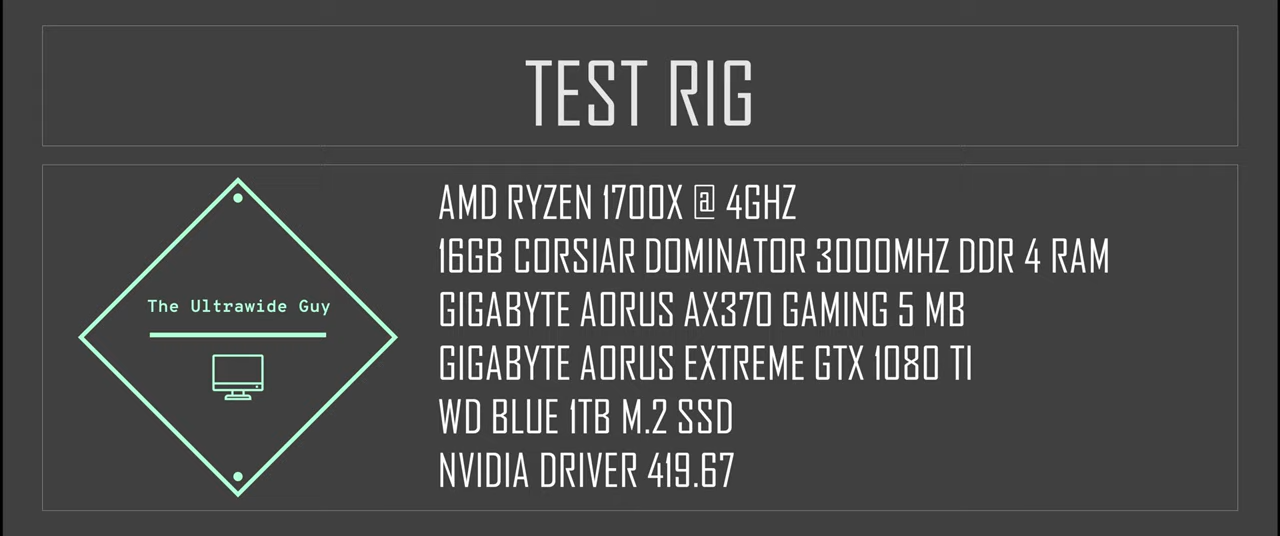 TEST RIG
The Ultrawide Guy
AMD RYZEN 1700X @ 4GHZ
16GB CORSIAR DOMINATOR 3000MHZ DDR 4 RAM
GIGABYTE AORUS AX370 GAMING 5 MB
GIGABYTE AORUS EXTREME GTX 1080 TI
WD BLUE 1TB M.2 SSD
NVIDIA DRIVER 419.67